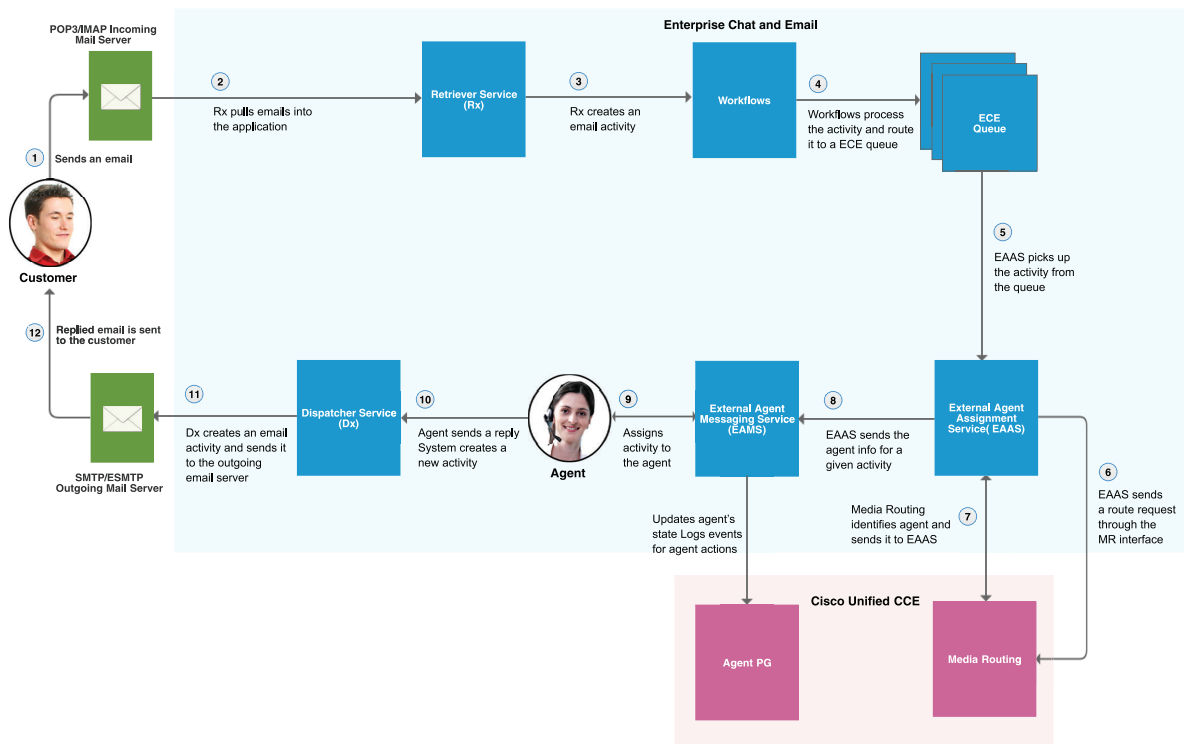 Enterprise Chat and Email
POP3/IMAP Incoming
Mail Server
1
Sends an email
Customer
2
Rx pulls emails into
the application
Retriever Service
(Rx)
3
Rx creates an
email activity
Workflows
4
Workflows process
the activity and route
it to a ECE queue
ECE
Queue
5
EAAS picks up
the activity from
the queue
External Agent
Assignment
Service( EAAS)
6
EAAS sends
a route request
through the
MR interface
Media Routing
identifies agent and
sends it to EAAS
7
8
EAAS sends the
agent info for a
given activity
External Agent
Messaging Service
(EAMS)
9
Assigns
activity to
the agent
Agent
10
Agent sends a reply
System creates a
new activity
Dispatcher Service
(Dx)
11
Dx creates an email
activity and sends it
to the outgoing
email server
SMTP/ESMTP
Outgoing Mail Server
12
Replied email is sent
to the customer
Updates agent's
state Logs events
for agent actions
Cisco Unified CCE
Agent PG
Media Routing